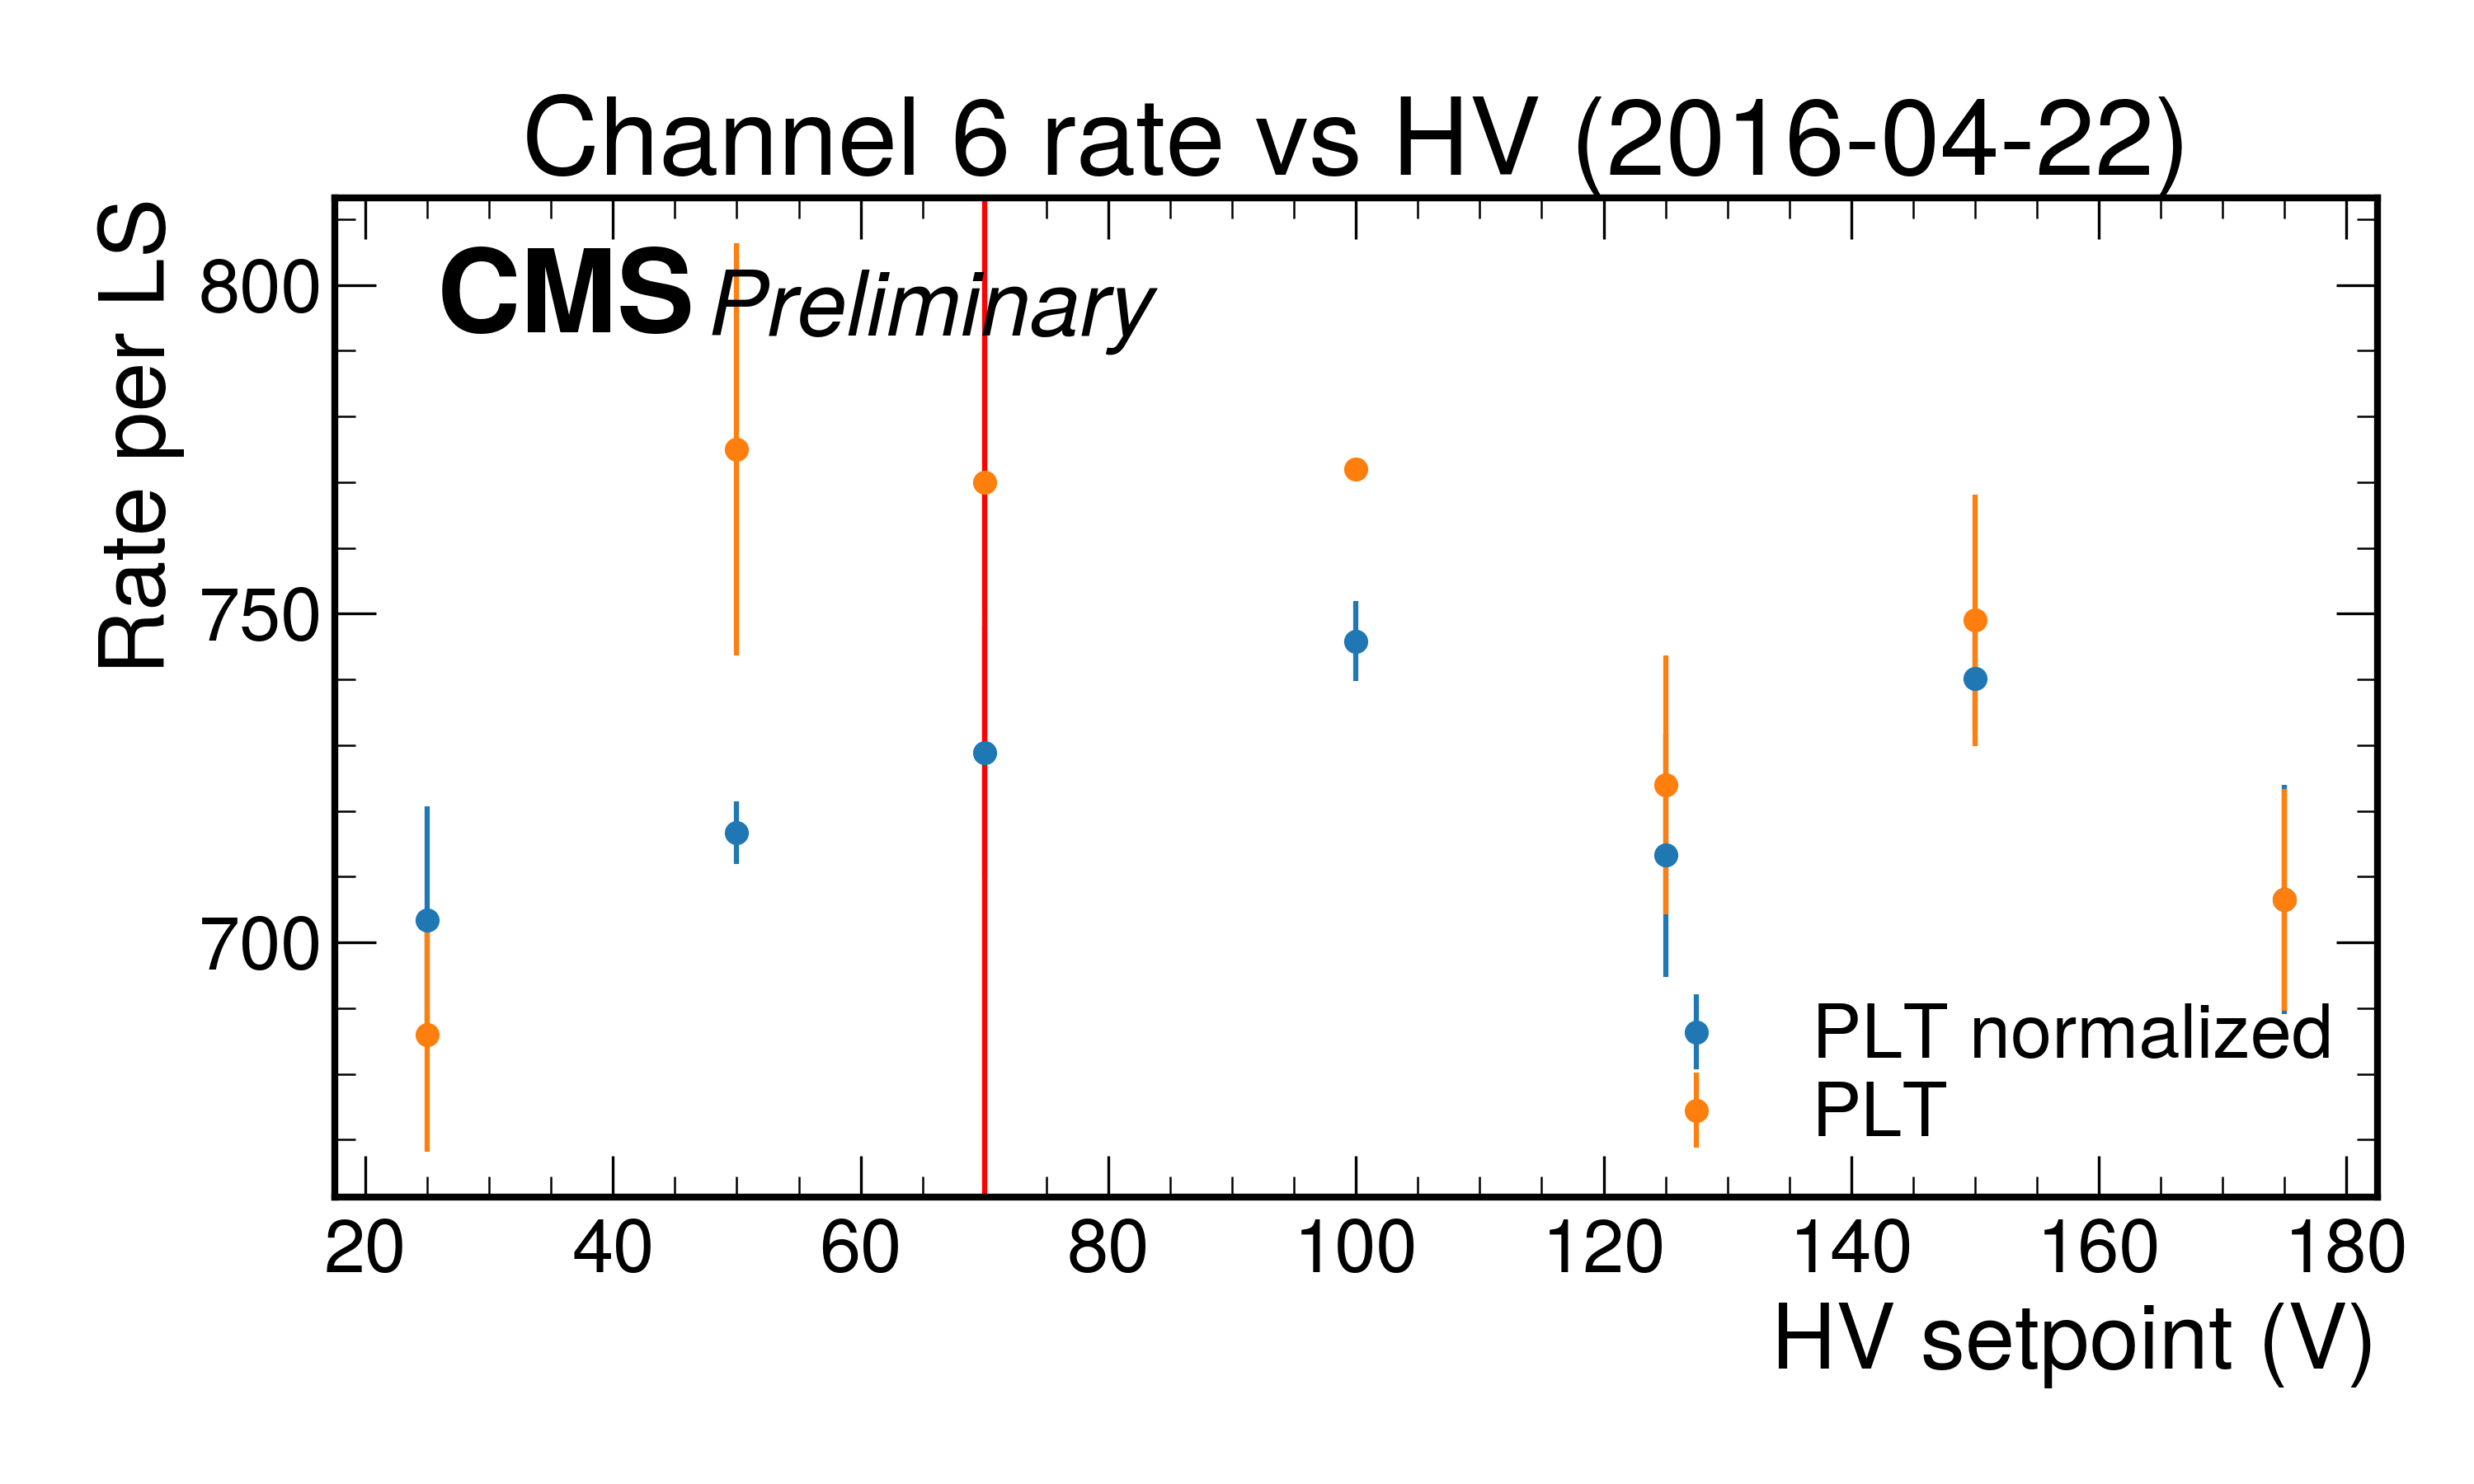 Channel 6 rate vs HV (2016-04-22)
Rate per LS
CMS Preliminary
800
750
700
PLT normalized
PLT
20 40 60 80 100 120 140 160 180
HV setpoint (V)